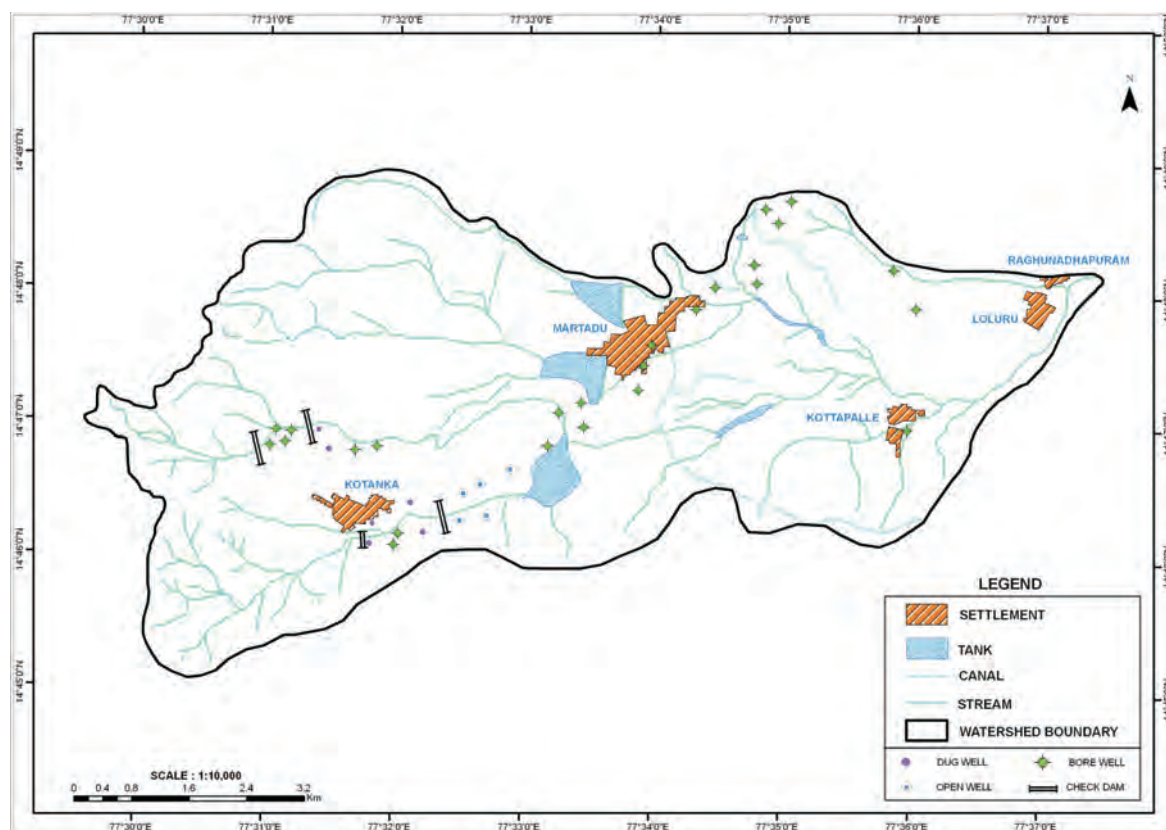 77°30'0"E 77°31'0"E 77°32'0"E 77°33'0"E 77°34'0"E 77°35'0"E 77°36'0"E 77°37'0"E
N
14°49'0"N
14°48'0"N
14°47'0"N
14°46'0"N
14°45'0"N
RAGHUNADHAPURAM
LOLURU
MARTADU
KOTTAPALLE
KOTANKA
LEGEND
SETTLEMENT
TANK
CANAL
STREAM
WATERSHED BOUNDARY
DUG WELL BORE WELL
OPEN WELL CHECK DAM
SCALE : 1:10,000
0 0.4 0.8 1.6 2.4 3.2
Km
77°30'0"E 77°31'0"E 77°32'0"E 77°33'0"E 77°34'0"E 77°35'0"E 77°36'0"E 77°37'0"E